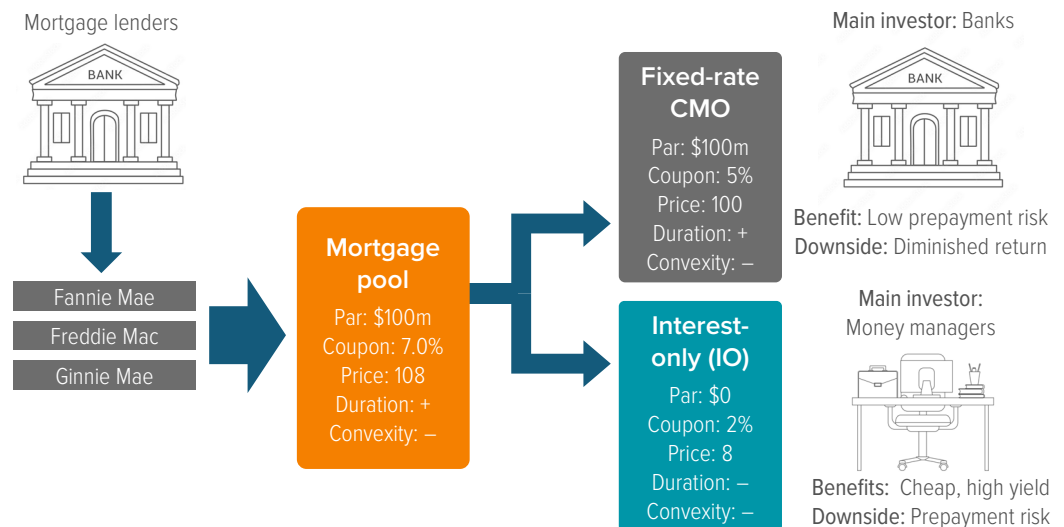 Mortgage lenders
BANK
Fannie Mae
Freddie Mac
Ginnie Mae
Mortgage
pool
Par: $100m
Coupon: 7.0%
Price: 108
Duration: +
Convexity: –
Fixed-rate
CMO
Par: $100m
Coupon: 5%
Price: 100
Duration: +
Convexity: –
Main investor: Banks
BANK
Benefit: Low prepayment risk
Downside: Diminished return
Interest-
only (IO)
Par: $0
Coupon: 2%
Price: 8
Duration: –
Convexity: –
Main investor:
Money managers
Benefits: Cheap, high yield
Downside: Prepayment risk